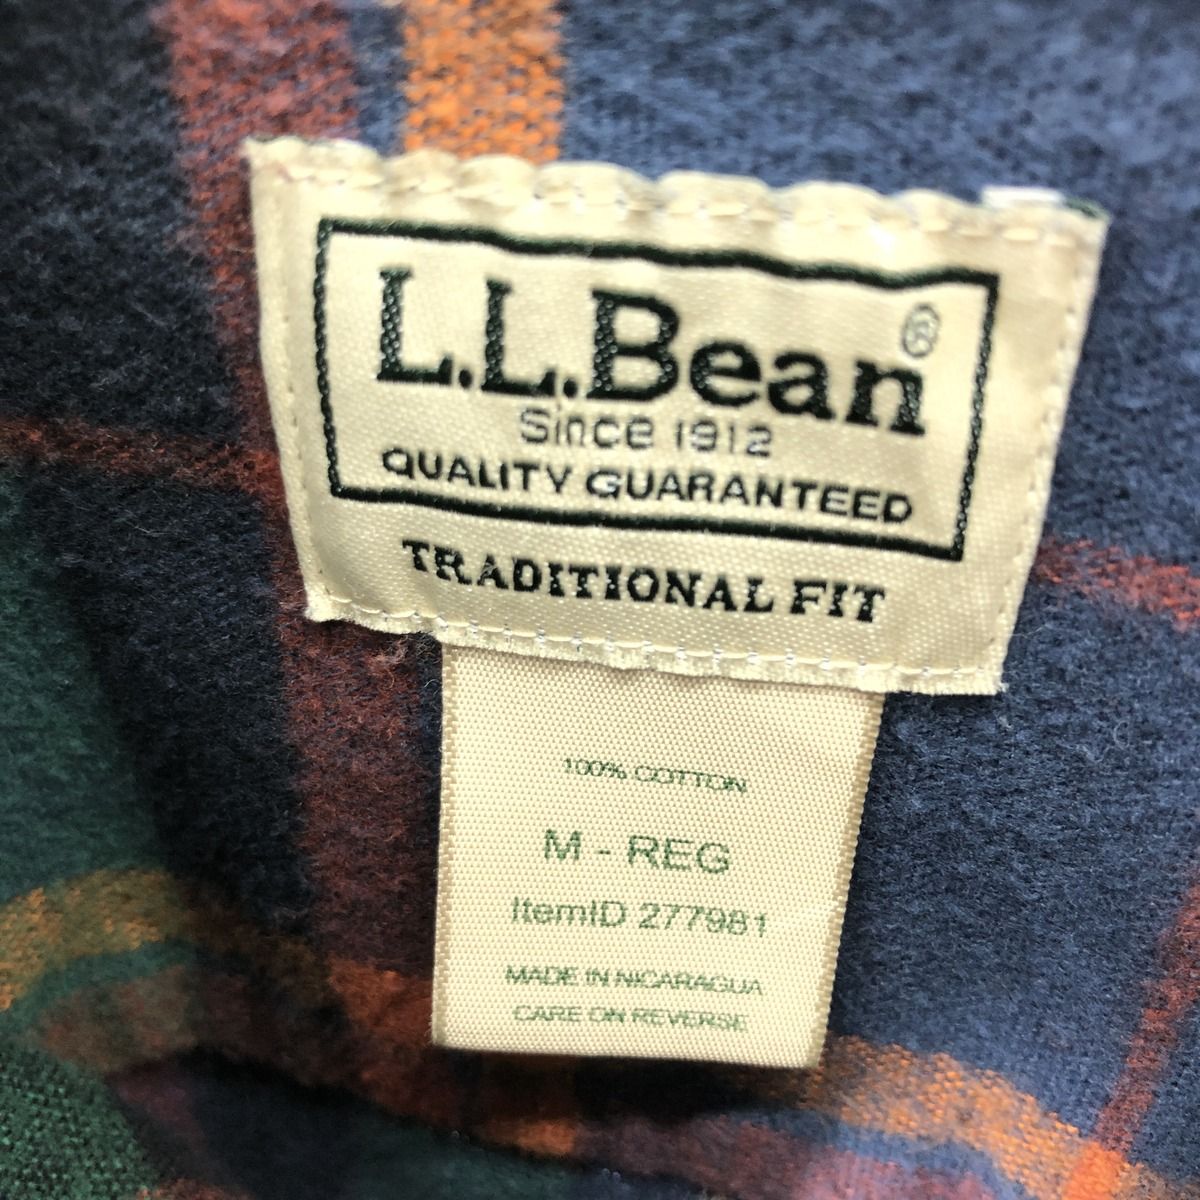 L.L.Bean®
Since 1912
QUALITY GUARANTEED
TRADITIONAL FIT
100% COTTON
M - REG
ItemID 277981
MADE IN NICARAGUA
CARE ON REVERSE